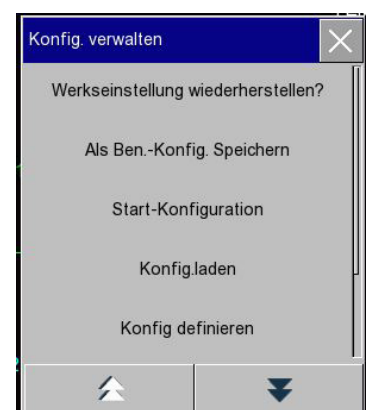 Konfig. verwalten
Werkseinstellung wiederherstellen?
Als Ben.-Konfig. Speichern
Start-Konfiguration
Konfig.laden
Konfig definieren